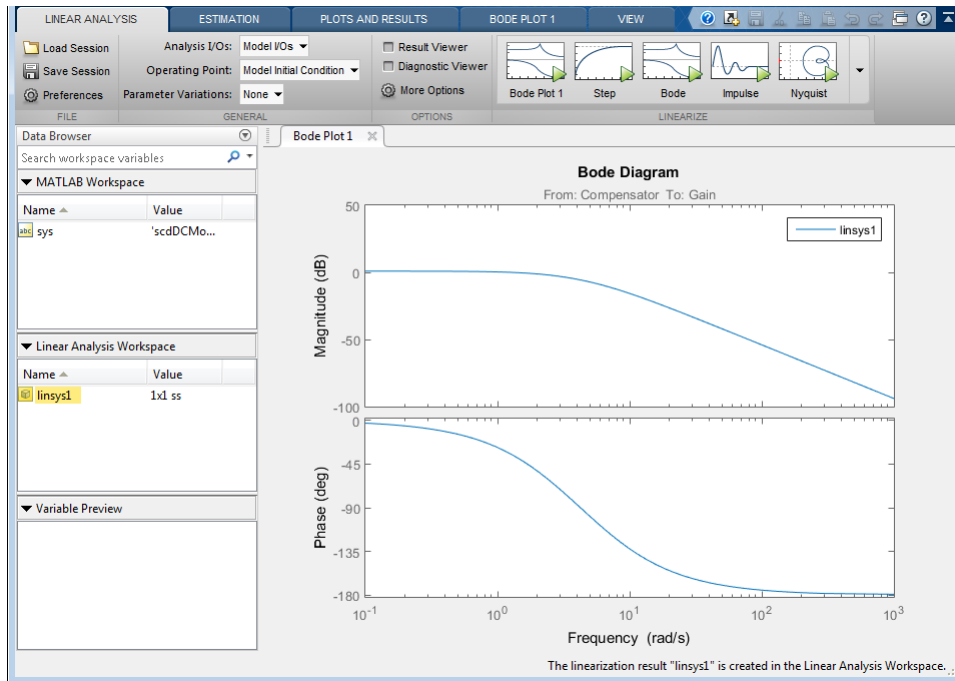 LINEAR ANALYSIS ESTIMATION PLOTS AND RESULTS BODE PLOT 1 VIEW
Load Session
Save Session
Preferences
FILE
Analysis I/Os: Model I/Os
Operating Point: Model Initial Condition
Parameter Variations: None
GENERAL
Result Viewer
Diagnostic Viewer
More Options
OPTIONS
Bode Plot 1 Step Bode Impulse Nyquist
LINEARIZE
Data Browser
Search workspace variables
MATLAB Workspace
Name Value
abc sys 'scdDCMo...
Linear Analysis Workspace
Name Value
linsys1 1x1 ss
Variable Preview
Bode Plot 1
Bode Diagram
From: Compensator To: Gain
linsys1
Magnitude (dB)
50
0
-50
-100
Phase (deg)
0
-45
-90
-135
-180
10^-1 10^0 10^1 10^2 10^3
Frequency (rad/s)
The linearization result "linsys1" is created in the Linear Analysis Workspace.